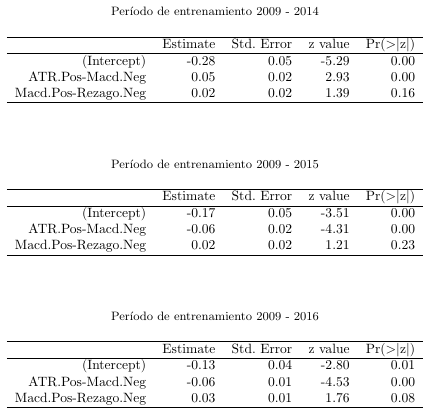 Período de entrenamiento 2009 - 2014
Estimate Std. Error z value Pr(>|z|)
(Intercept) -0.28 0.05 -5.29 0.00
ATR.Pos-Macd.Neg 0.05 0.02 2.93 0.00
Macd.Pos-Rezago.Neg 0.02 0.02 1.39 0.16
Período de entrenamiento 2009 - 2015
Estimate Std. Error z value Pr(>|z|)
(Intercept) -0.17 0.05 -3.51 0.00
ATR.Pos-Macd.Neg -0.06 0.02 -4.31 0.00
Macd.Pos-Rezago.Neg 0.02 0.02 1.21 0.23
Período de entrenamiento 2009 - 2016
Estimate Std. Error z value Pr(>|z|)
(Intercept) -0.13 0.04 -2.80 0.01
ATR.Pos-Macd.Neg -0.06 0.01 -4.53 0.00
Macd.Pos-Rezago.Neg 0.03 0.01 1.76 0.08